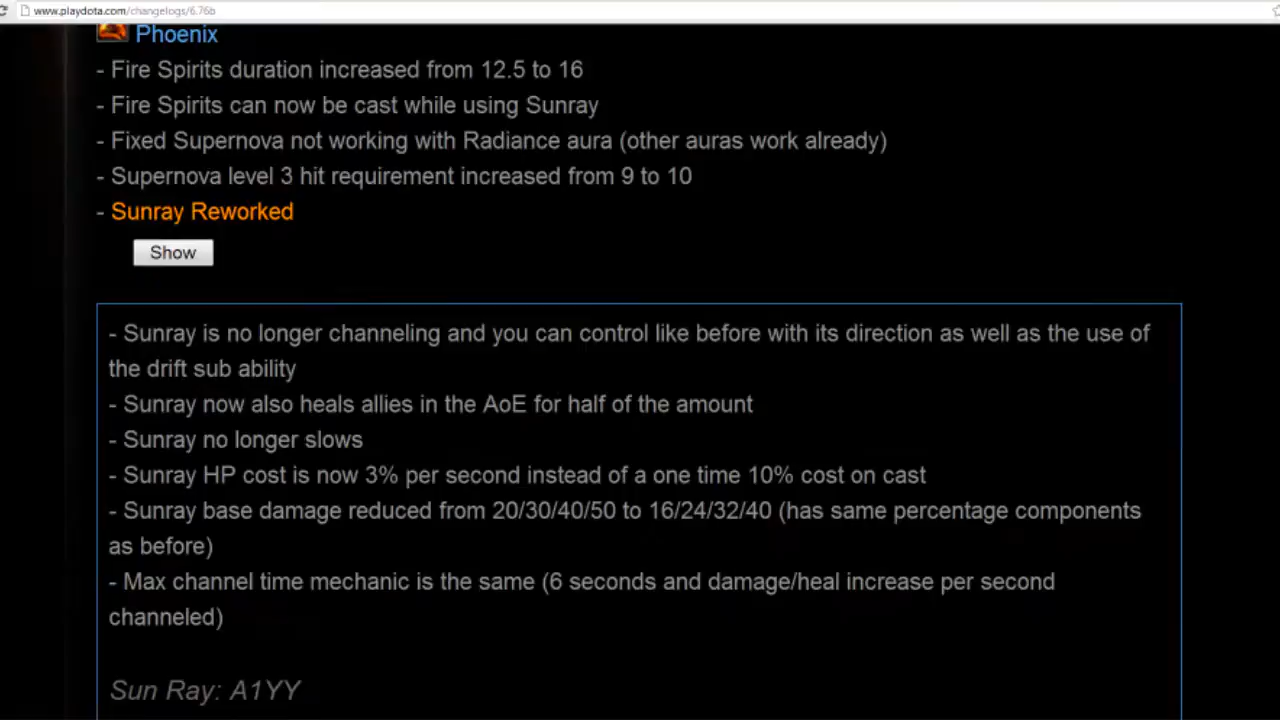 www.playdota.com/changelogs/6.76b
Phoenix
- Fire Spirits duration increased from 12.5 to 16
- Fire Spirits can now be cast while using Sunray
- Fixed Supernova not working with Radiance aura (other auras work already)
- Supernova level 3 hit requirement increased from 9 to 10
- Sunray Reworked
Show
- Sunray is no longer channeling and you can control like before with its direction as well as the use of
the drift sub ability
- Sunray now also heals allies in the AoE for half of the amount
- Sunray no longer slows
- Sunray HP cost is now 3% per second instead of a one time 10% cost on cast
- Sunray base damage reduced from 20/30/40/50 to 16/24/32/40 (has same percentage components
as before)
- Max channel time mechanic is the same (6 seconds and damage/heal increase per second
channeled)
Sun Ray: A1YY